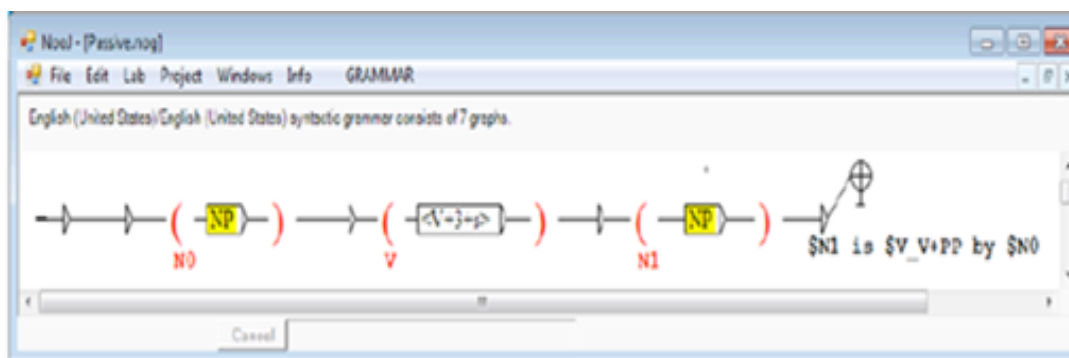 NooJ - [Passive.nog]
File Edit Lab Project Windows Info GRAMMAR
English (United States)/English (United States) syntactic grammar consists of 7 graphs.
( NP ) ( <V+3+s> ) ( NP )
N0 V N1
$N1 is $V_V+PP by $N0
Cancel